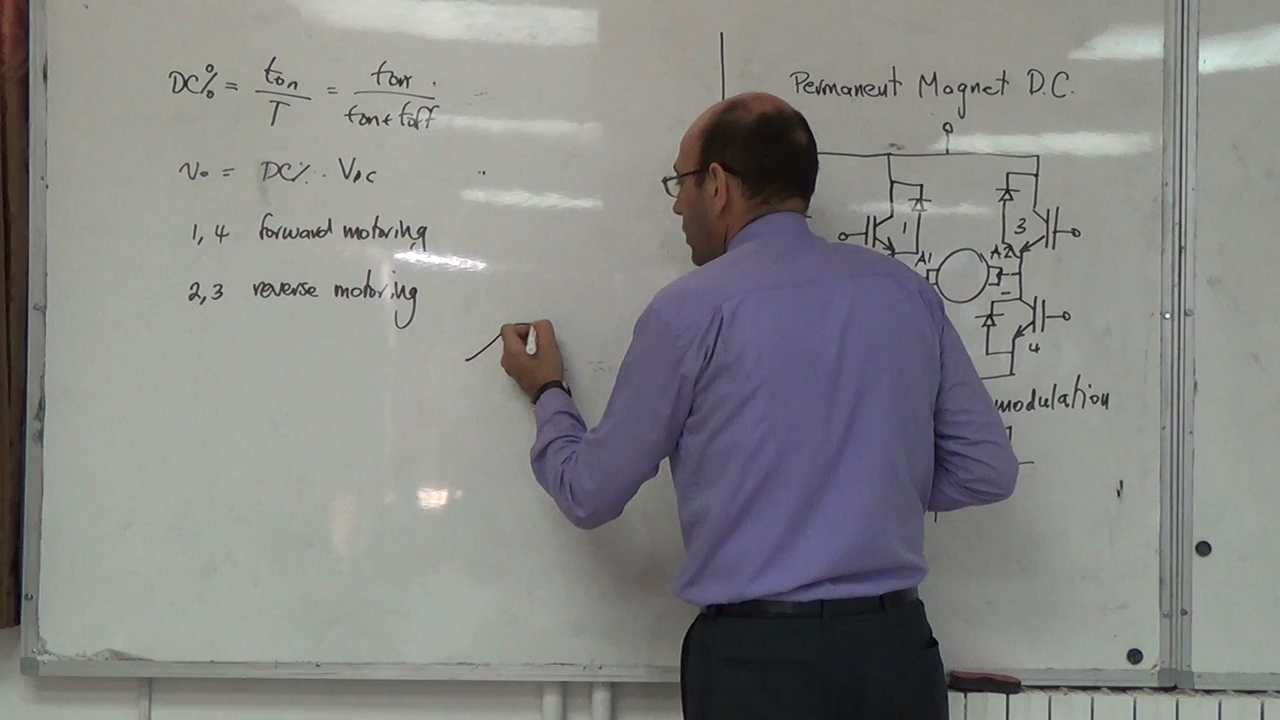 DC% = ton / T = ton / ton + toff
Vo = DC% . VDC
1, 4 forward motoring
2, 3 reverse motoring
Permanent Magnet D.C.
1
3
A1
A2
4
modulation